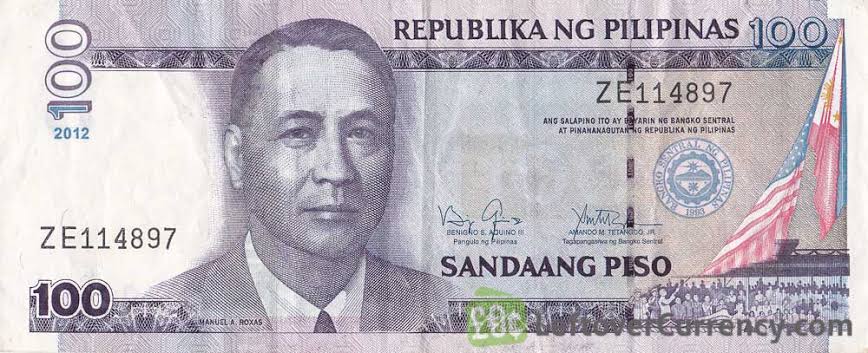 REPUBLIKA NG PILIPINAS 100
100
2012
ZE114897
ANG SALAPING ITO AY BAYARIN NG BANGKO SENTRAL
AT PINANANAGUTAN NG REPUBLIKA NG PILIPINAS
BANGKO SENTRAL NG PILIPINAS
1993
ZE114897
BENIGNO S. AQUINO III
Pangulo ng Pilipinas
AMANDO M. TETANGCO, JR.
Tagapangasiwa ng Bangko Sentral
SANDAANG PISO
100
MANUEL A. ROXAS
LeftoverCurrency.com